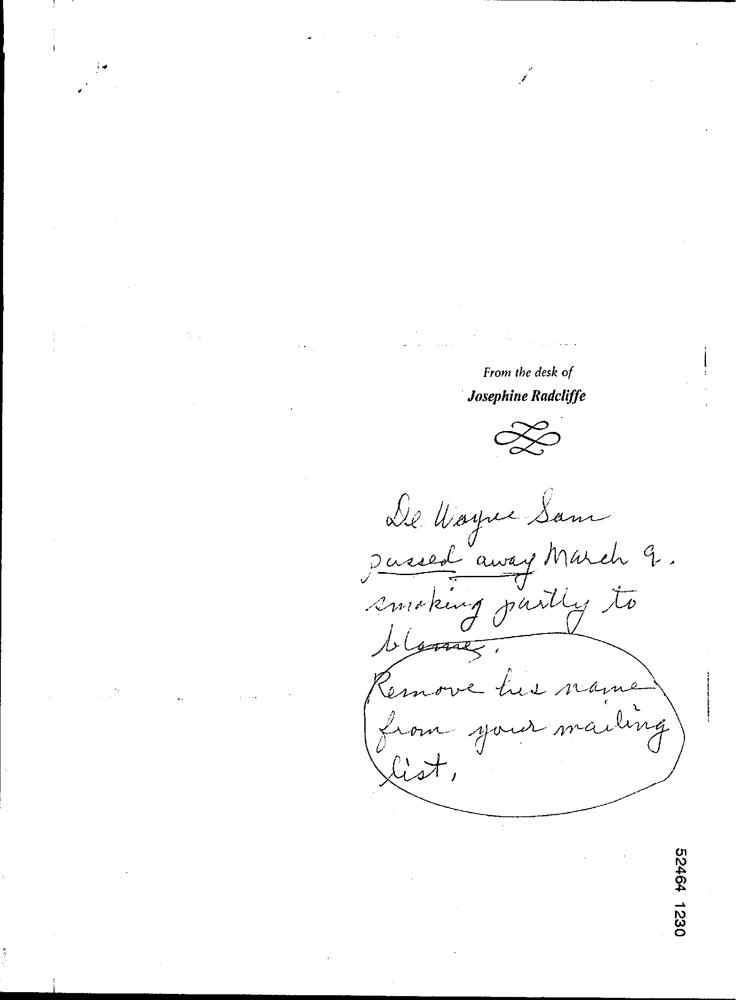 From the desk of
Josephine Radcliffe
De Wayne Sam
passed away March 9.
smoking partly to
blame.
Remove his name
from your mailing
list,
52464 1230